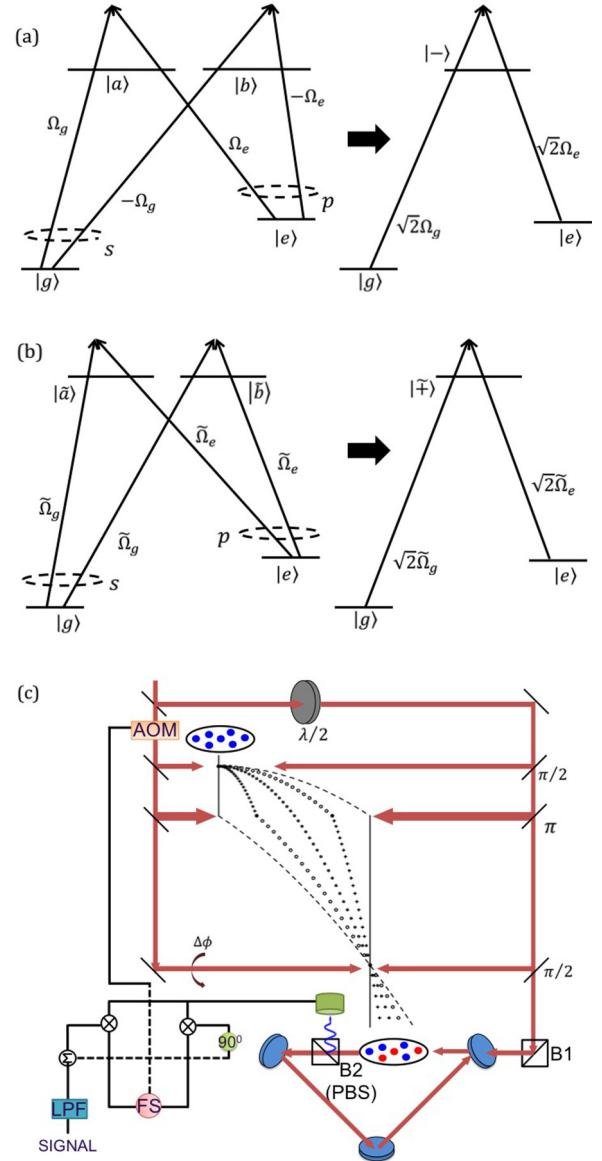 (a)
|a⟩ |b⟩ |−⟩
Ω_g −Ω_g Ω_e −Ω_e
s p
|g⟩ |e⟩
√2Ω_g √2Ω_e
|g⟩ |e⟩
(b)
|ã⟩ |b̃⟩ |∓̃⟩
Ω̃_g Ω̃_g Ω̃_e Ω̃_e
s p
|g⟩ |e⟩
√2Ω̃_g √2Ω̃_e
|g⟩ |e⟩
(c)
AOM
λ/2
π/2
π
Δϕ
π/2
90⁰
B1
B2
(PBS)
Σ
LPF
FS
SIGNAL